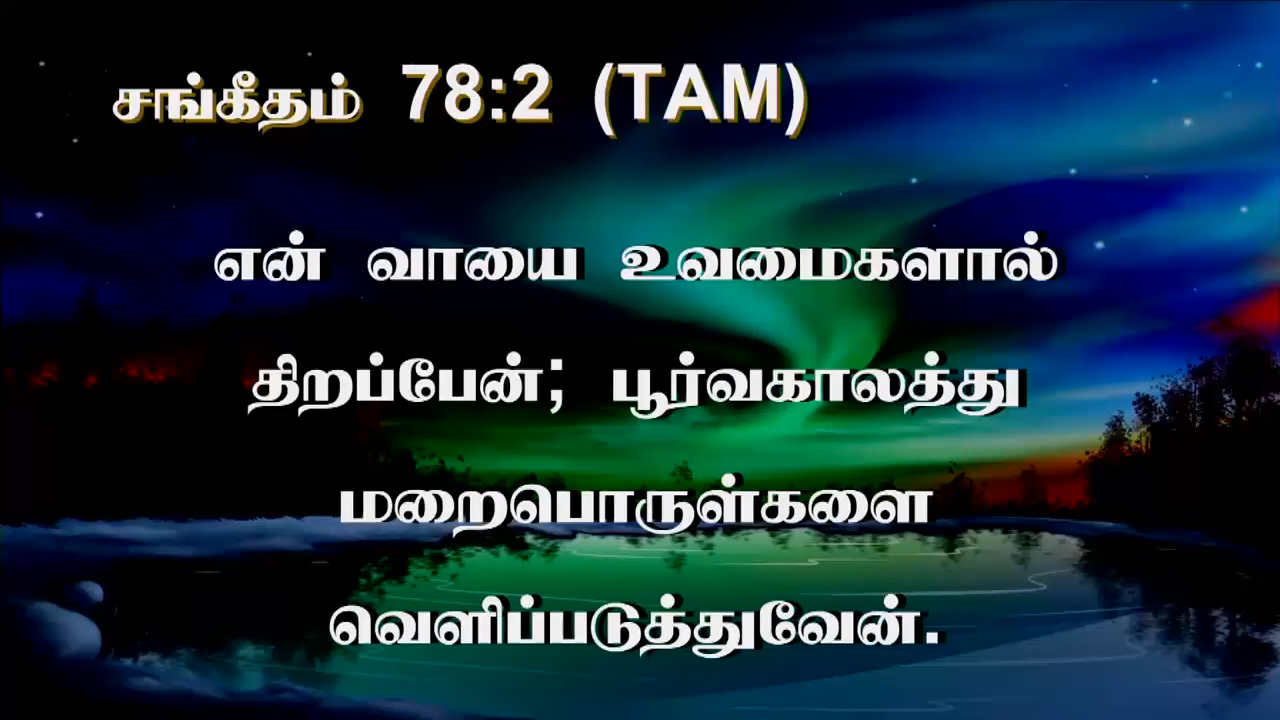 சங்கீதம் 78:2 (TAM)
என் வாயை உவமைகளால்
திறப்பேன்; பூர்வகாலத்து
மறைபொருள்களை
வெளிப்படுத்துவேன்.